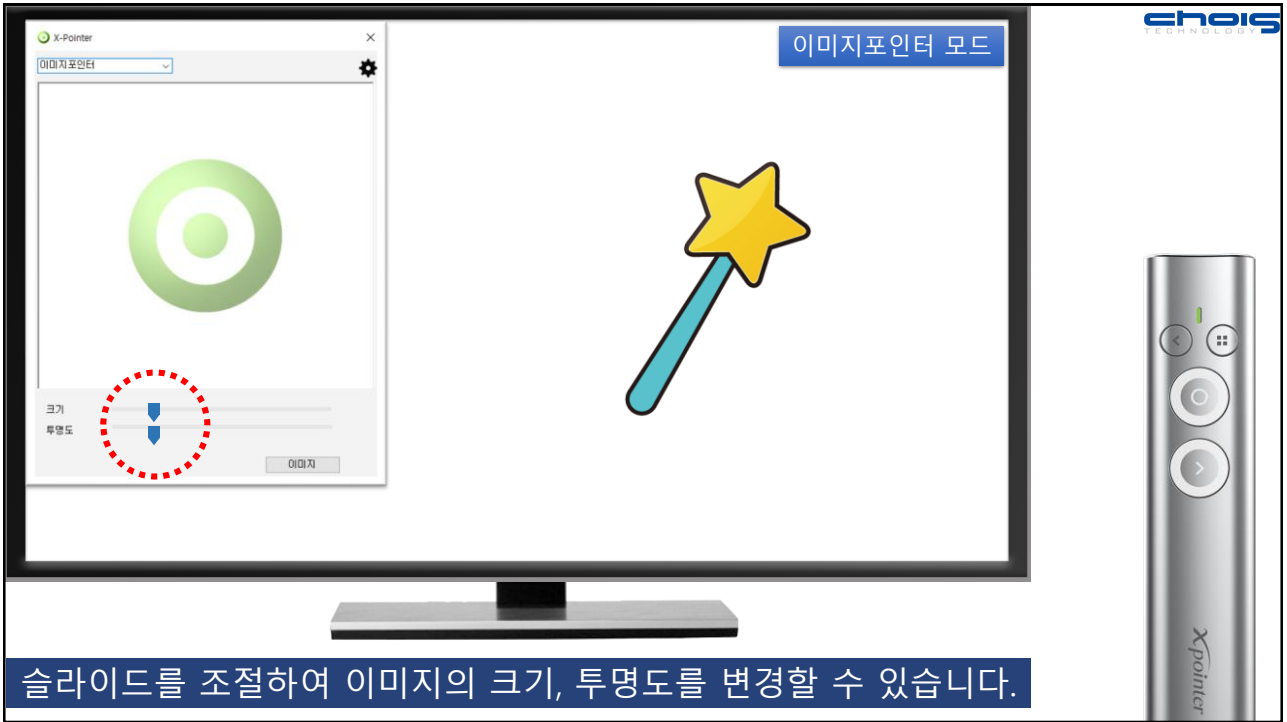 X-Pointer
이미지포인터
크기
투명도
이미지
이미지포인터 모드
chois
TECHNOLOGY
Xpointer
슬라이드를 조절하여 이미지의 크기, 투명도를 변경할 수 있습니다.